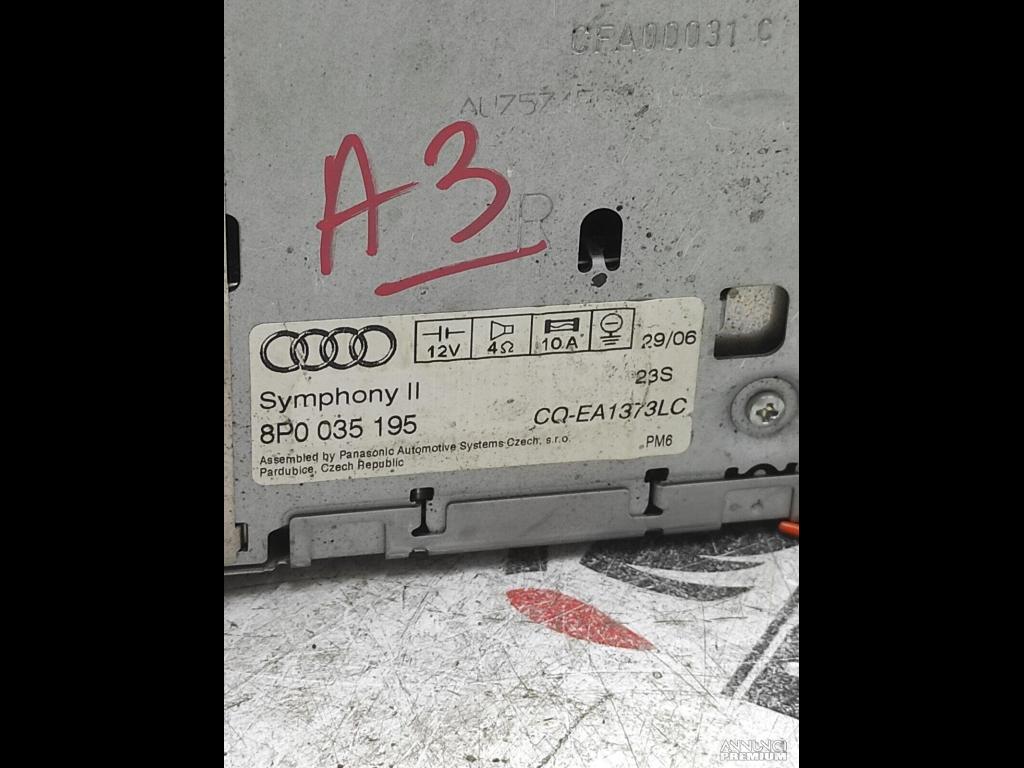 CFA00031 C
A3
R
12V 4Ω 10A 29/06
23S
Symphony II
8P0 035 195 CQ-EA1373LC
Assembled by Panasonic Automotive Systems Czech, s.r.o.
Pardubice, Czech Republic
PM6
ANNUNCI
PREMIUM